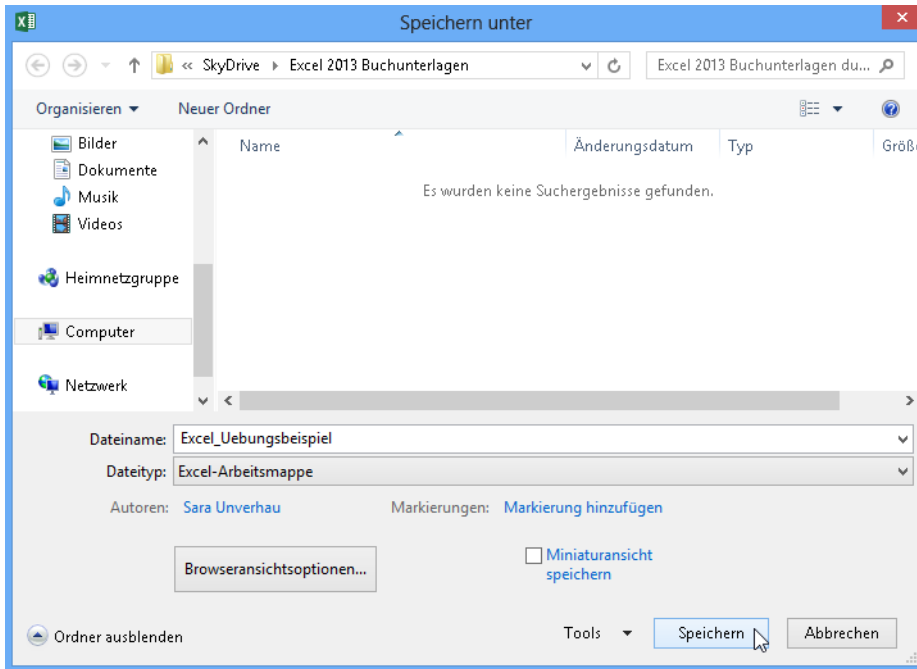 Speichern unter
« SkyDrive Excel 2013 Buchunterlagen Excel 2013 Buchunterlagen du...
Organisieren Neuer Ordner
Bilder
Dokumente
Musik
Videos
Heimnetzgruppe
Computer
Netzwerk
Name Änderungsdatum Typ Größe
Es wurden keine Suchergebnisse gefunden.
Dateiname: Excel_Uebungsbeispiel
Dateityp: Excel-Arbeitsmappe
Autoren: Sara Unverhau Markierungen: Markierung hinzufügen
Browseransichtsoptionen... Miniaturansicht
speichern
Ordner ausblenden Tools Speichern Abbrechen